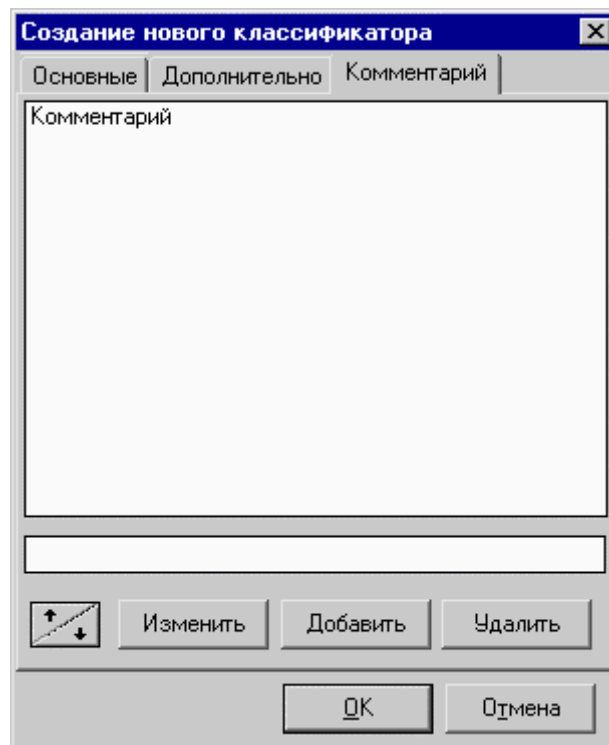 Создание нового классификатора
Основные Дополнительно Комментарий
Комментарий
Изменить Добавить Удалить
OK Отмена